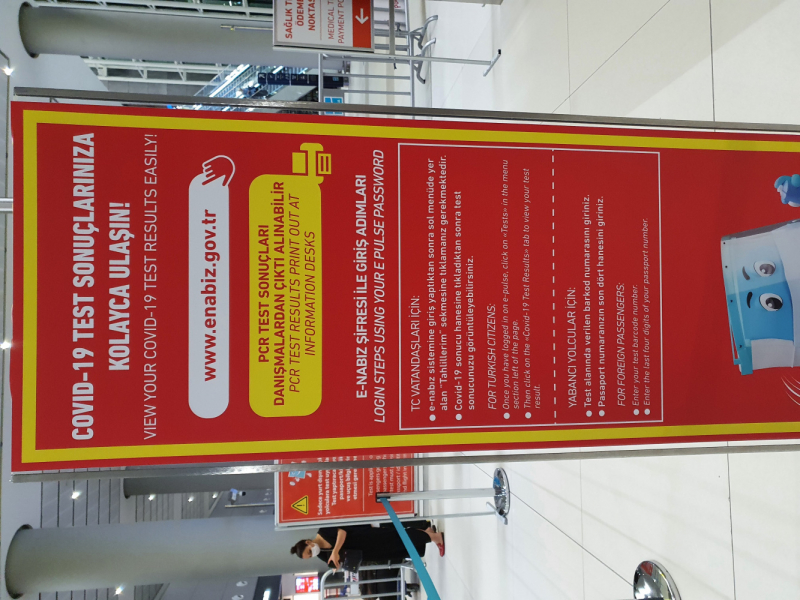 COVID-19 TEST SONUÇLARINIZA
KOLAYCA ULAŞIN!
VIEW YOUR COVID-19 TEST RESULTS EASILY!
www.enabiz.gov.tr
PCR TEST SONUÇLARI
DANIŞMALARDAN ÇIKTI ALINABİLİR
PCR TEST RESULTS PRINT OUT AT
INFORMATION DESKS
E-NABIZ ŞİFRESİ İLE GİRİŞ ADIMLARI
LOGIN STEPS USING YOUR E PULSE PASSWORD
TC VATANDAŞLARI İÇİN:
● e-nabız sistemine giriş yaptıktan sonra sol menüde yer
alan "Tahlillerim" sekmesine tıklamanız gerekmektedir.
● Covid-19 sonucu hanesine tıkladıktan sonra test
sonucunuzu görüntüleyebilirsiniz.
FOR TURKISH CITIZENS:
● Once you have logged in on e-pulse, click on «Tests» in the menu
section left of the page.
● Then click on the «Covid-19 Test Results» tab to view your test
result.
YABANCI YOLCULAR İÇİN:
● Test alanında verilen barkod numarasını giriniz.
● Pasaport numaranızın son dört hanesini giriniz.
FOR FOREIGN PASSENGERS:
● Enter your test barcode number.
● Enter the last four digits of your passport number.
SAĞLIK
ÖDEME
NOKTAS
MEDICAL
PAYMENT
Sadece yurt